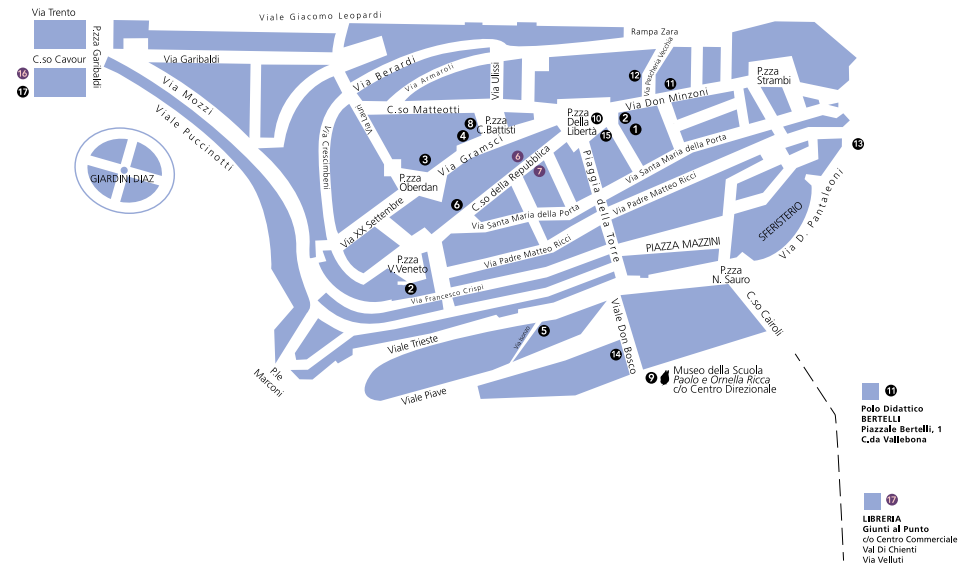 Via Trento
Viale Giacomo Leopardi
P.zza Garibaldi
Rampa Zara
C.so Cavour
Via Garibaldi
16
17
Via Mozzi
Viale Puccinotti
Via Berardi
Via Armaroli
Via Ulissi
Via Pescheria Vecchia
12
11
P.zza
Strambi
Via Don Minzoni
C.so Matteotti
Via Lauri
Via Crescimbeni
8
4
P.zza
C.Battisti
P.zza
Della
Libertà
10
2
1
15
13
3
Via Gramsci
6
7
Via Santa Maria della Porta
GIARDINI DIAZ
P.zza
Oberdan
C.so della Repubblica
Piaggia della Torre
Via Padre Matteo Ricci
6
Via XX Settembre
Via Santa Maria della Porta
SFERISTERIO
Via D. Pantaleoni
Via Padre Matteo Ricci
PIAZZA MAZZINI
P.zza
V.Veneto
2
Via Francesco Crispi
P.zza
N. Sauro
C.so Cairoli
5
Viale Trieste
Viale Don Bosco
14
P.le
Marconi
Viale Piave
9
Museo della Scuola
Paolo e Ornella Ricca
c/o Centro Direzionale
11
Polo Didattico
BERTELLI
Piazzale Bertelli, 1
C.da Vallebona
17
LIBRERIA
Giunti al Punto
c/o Centro Commerciale
Val Di Chienti
Via Velluti